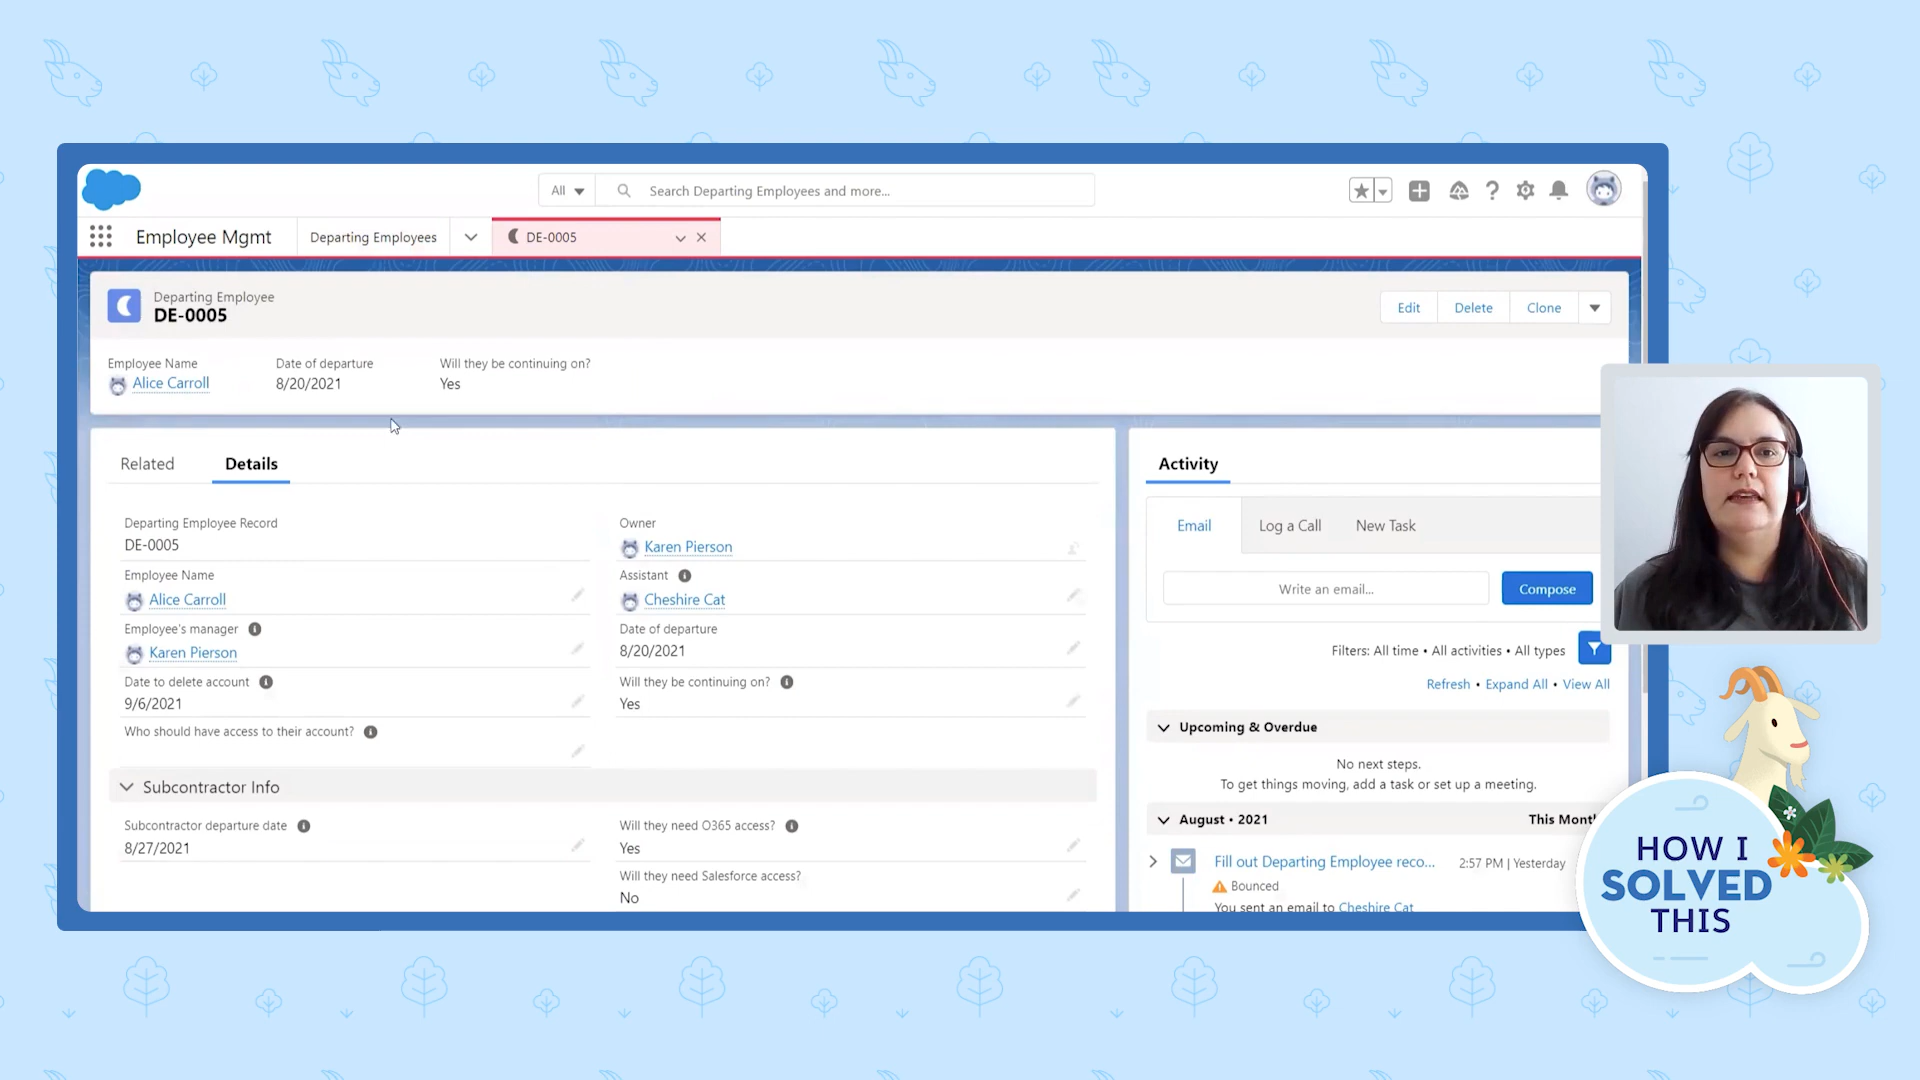 All
Search Departing Employees and more...
Employee Mgmt
Departing Employees
DE-0005
Departing Employee
DE-0005
Edit
Delete
Clone
Employee Name
Date of departure
Will they be continuing on?
Alice Carroll
8/20/2021
Yes
Related
Details
Departing Employee Record
DE-0005
Owner
Karen Pierson
Employee Name
Alice Carroll
Assistant
Cheshire Cat
Employee's manager
Karen Pierson
Date of departure
8/20/2021
Date to delete account
9/6/2021
Will they be continuing on?
Yes
Who should have access to their account?
Subcontractor Info
Subcontractor departure date
8/27/2021
Will they need O365 access?
Yes
Will they need Salesforce access?
No
Activity
Email
Log a Call
New Task
Write an email...
Compose
Filters: All time • All activities • All types
Refresh • Expand All • View All
Upcoming & Overdue
No next steps.
To get things moving, add a task or set up a meeting.
August • 2021
This Month
Fill out Departing Employee reco...
2:57 PM | Yesterday
Bounced
You sent an email to Cheshire Cat
HOW I
SOLVED
THIS